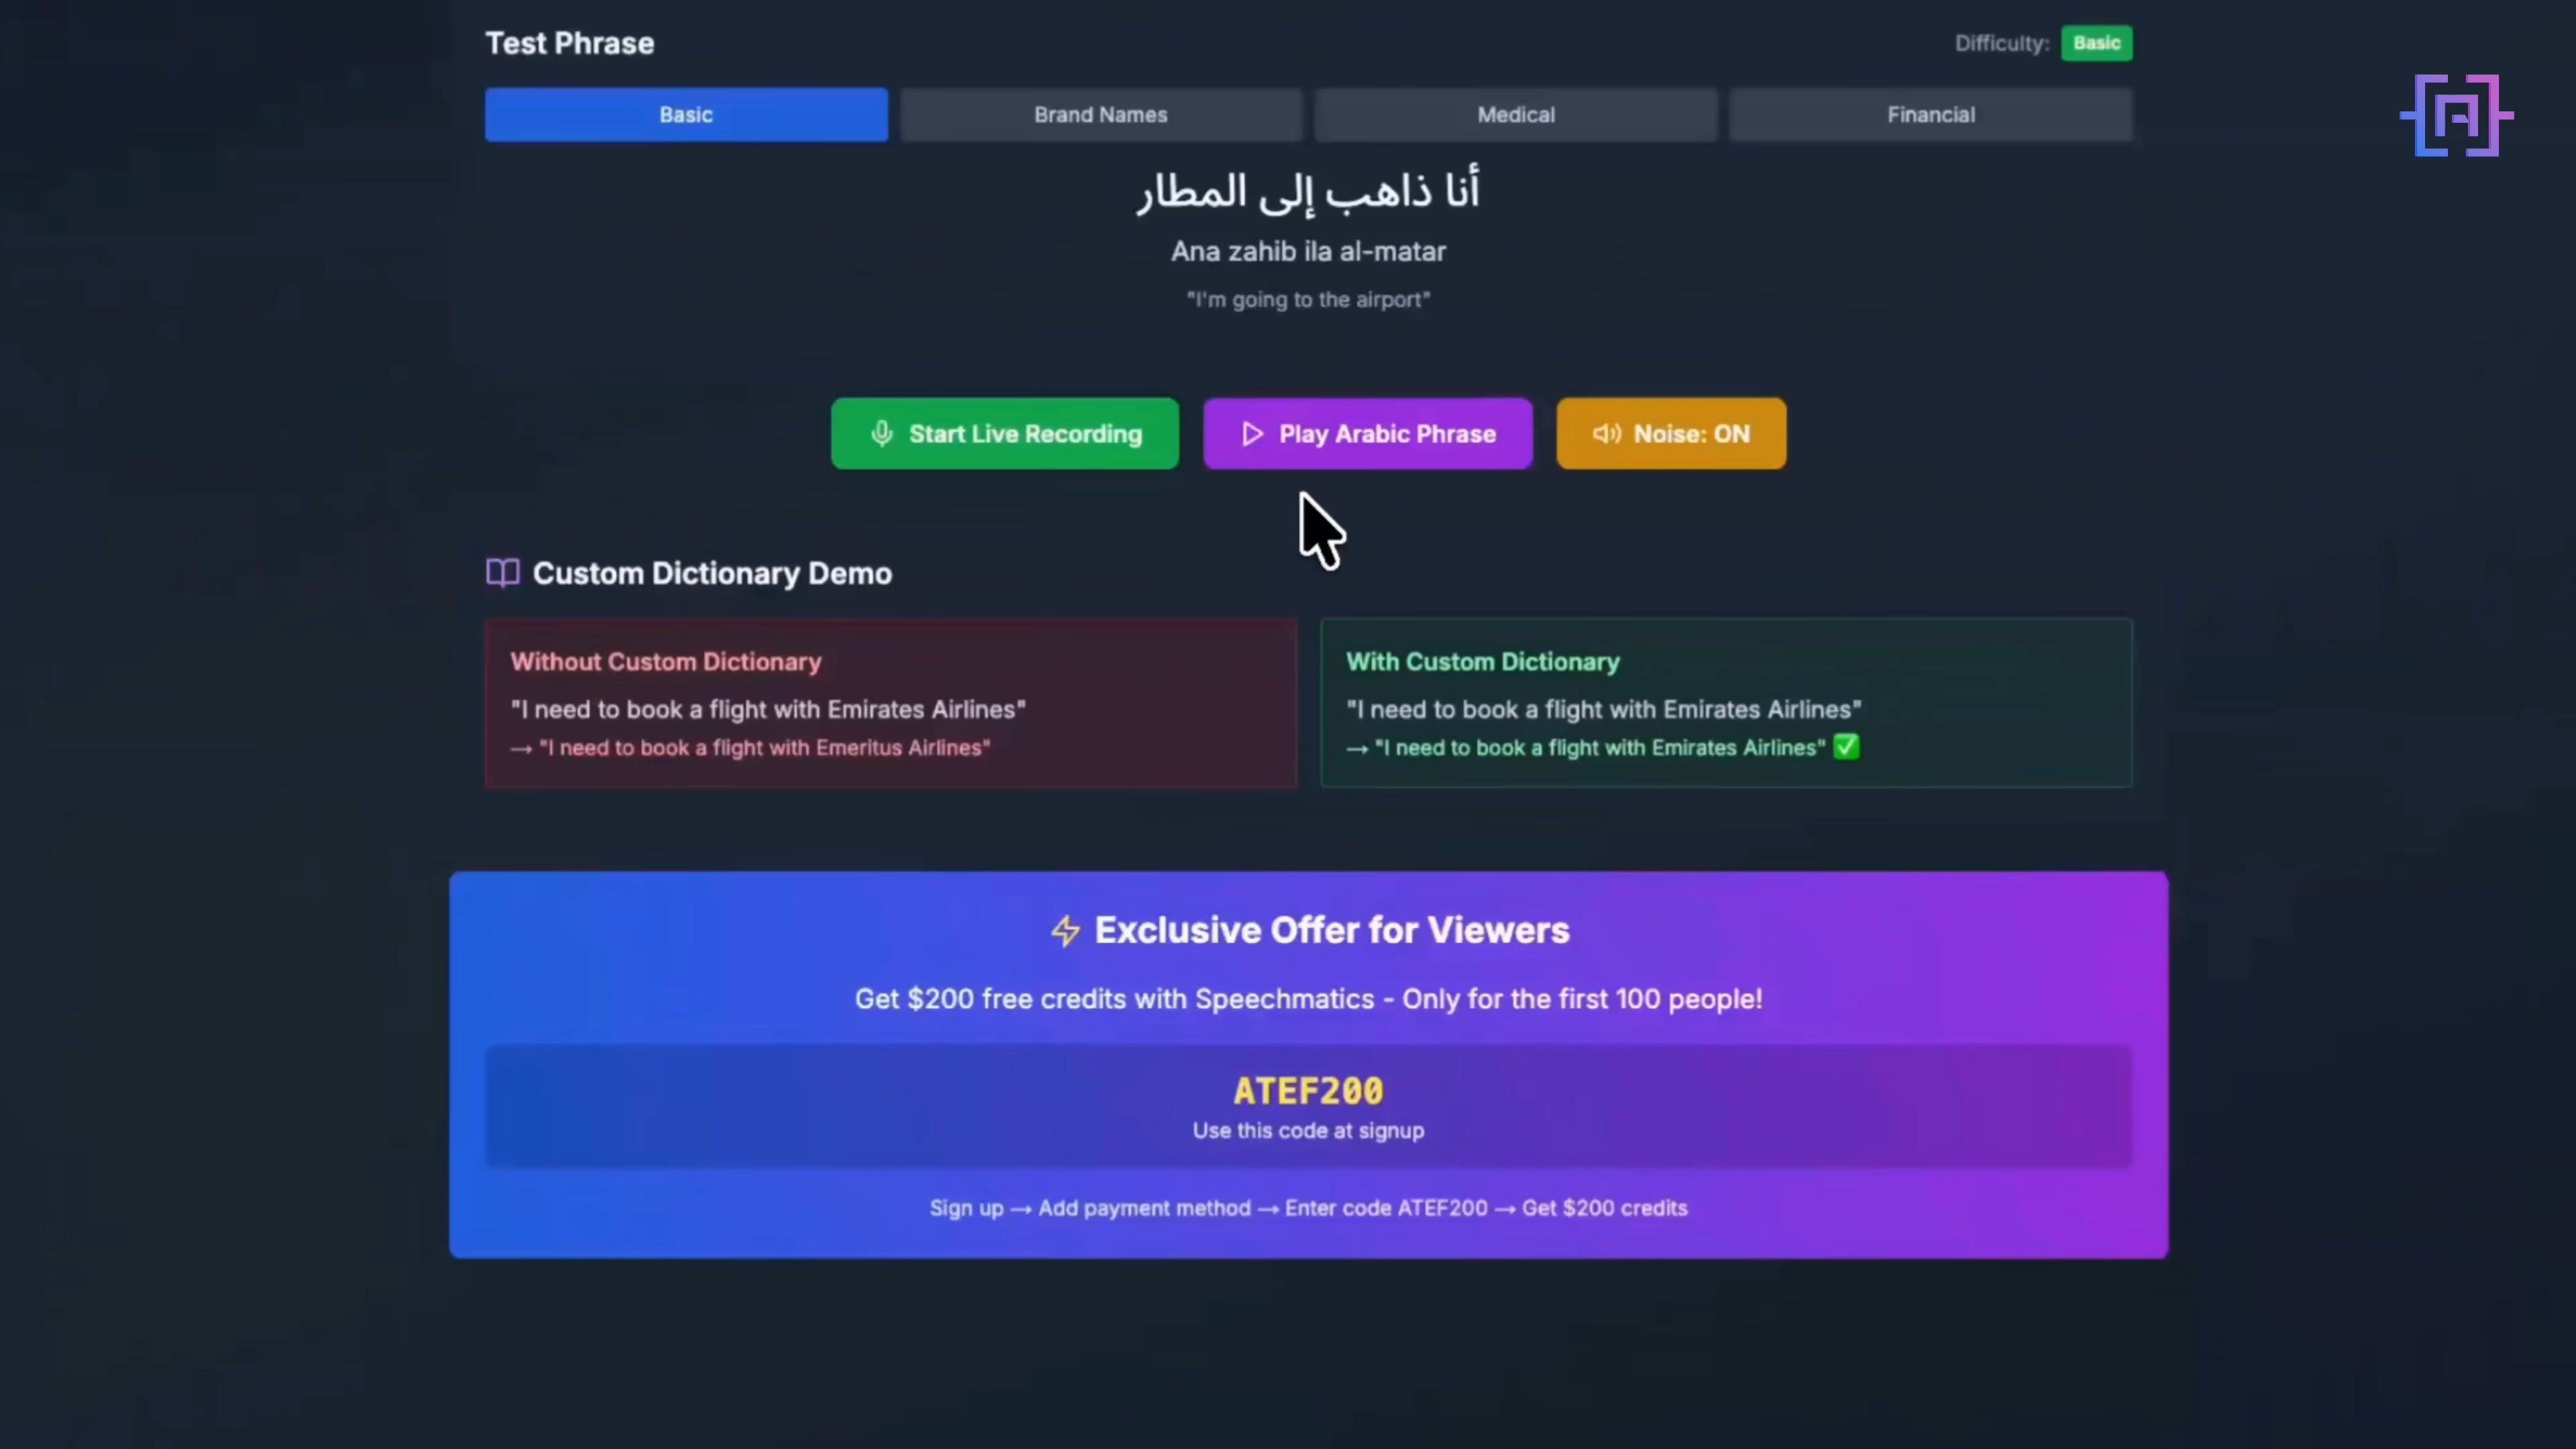 Test Phrase
Difficulty: Basic
Basic
Brand Names
Medical
Financial
أنا ذاهب إلى المطار
Ana zahib ila al-matar
"I'm going to the airport"
Start Live Recording
Play Arabic Phrase
Noise: ON
Custom Dictionary Demo
Without Custom Dictionary
"I need to book a flight with Emirates Airlines"
→ "I need to book a flight with Emeritus Airlines"
With Custom Dictionary
"I need to book a flight with Emirates Airlines"
→ "I need to book a flight with Emirates Airlines" ✅
Exclusive Offer for Viewers
Get $200 free credits with Speechmatics - Only for the first 100 people!
ATEF200
Use this code at signup
Sign up → Add payment method → Enter code ATEF200 → Get $200 credits